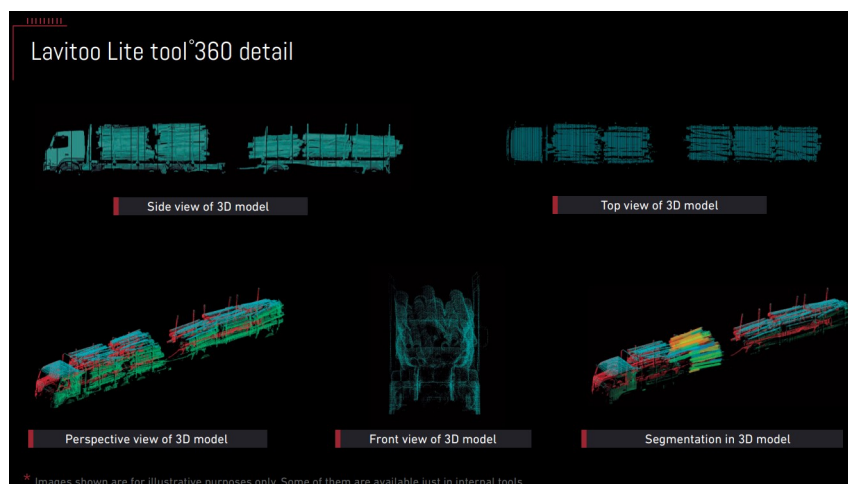 Lavitoo Lite tool°360 detail
Side view of 3D model
Top view of 3D model
Perspective view of 3D model
Front view of 3D model
Segmentation in 3D model
* Images shown are for illustrative purposes only. Some of them are available just in internal tools